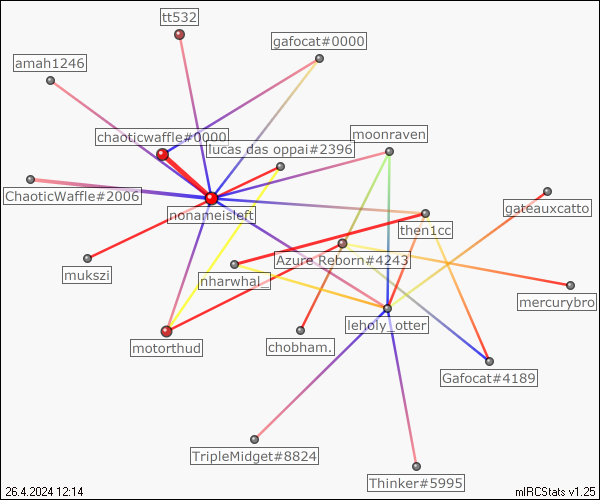 tt532
gafocat#0000
amah1246
chaoticwaffle#0000
moonraven
lucas das oppai#2396
ChaoticWaffle#2006
gateauxcatto
nonameisleft
then1cc
Azure Reborn#4243
mukszi
nharwhal_
mercurybro
leholy_otter
motorthud
chobham.
Gafocat#4189
TripleMidget#8824
Thinker#5995
26.4.2024 12:14
mIRCStats v1.25